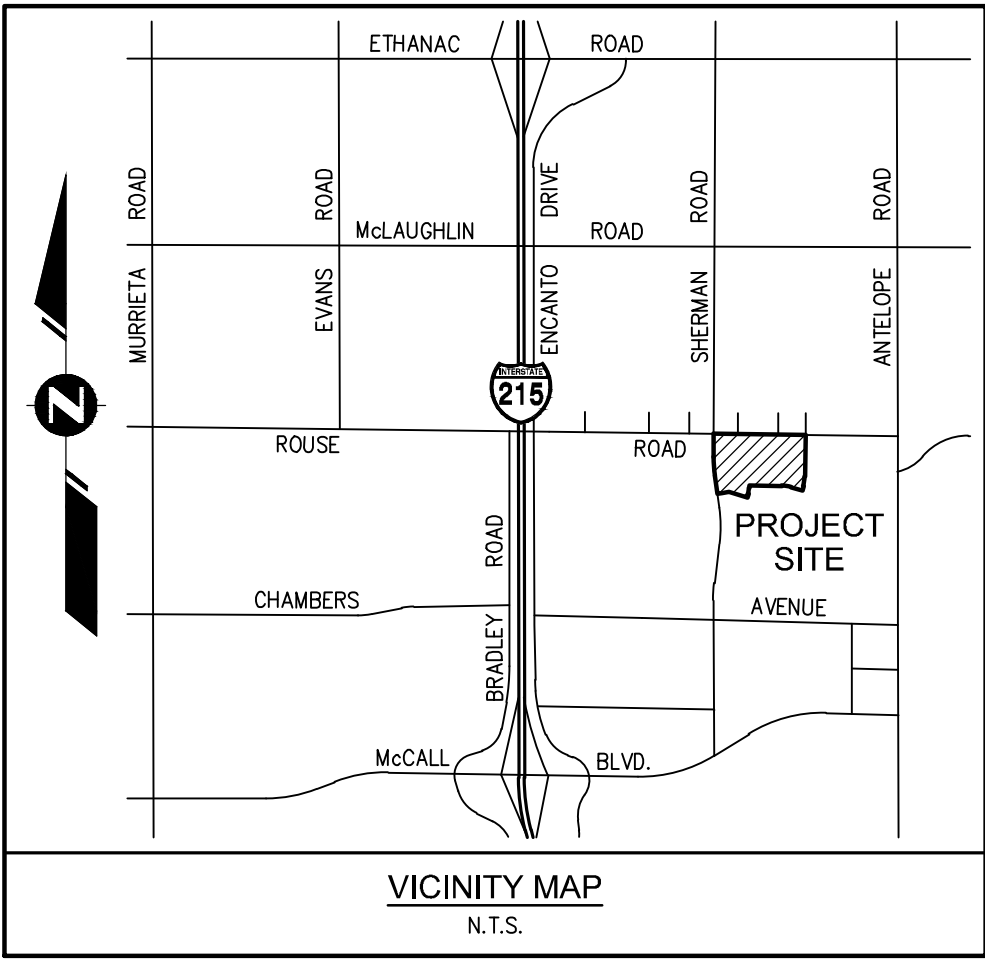 ETHANAC ROAD
MURRIETA ROAD
EVANS ROAD
ENCANTO DRIVE
SHERMAN ROAD
ANTELOPE ROAD
McLAUGHLIN ROAD
INTERSTATE
215
N
ROUSE ROAD
PROJECT
SITE
BRADLEY ROAD
CHAMBERS AVENUE
McCALL BLVD.
VICINITY MAP
N.T.S.